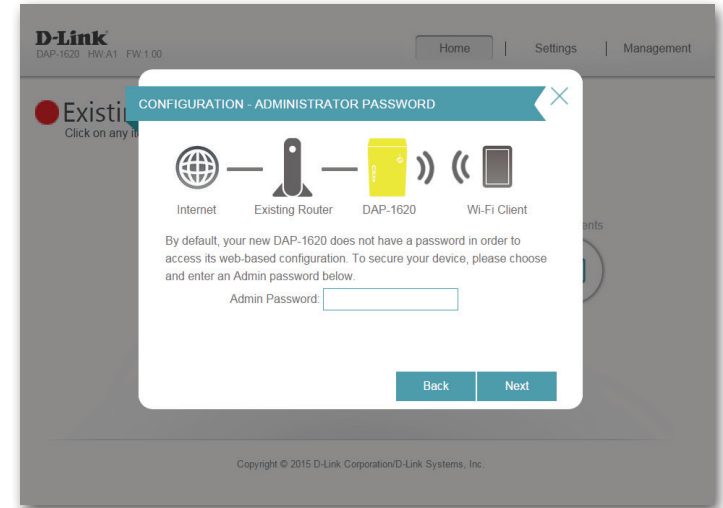 D-Link
DAP-1620 HW:A1 FW:1.00
Home | Settings | Management
CONFIGURATION - ADMINISTRATOR PASSWORD
Click on any
Internet Existing Router DAP-1620 Wi-Fi Client
By default, your new DAP-1620 does not have a password in order to
access its web-based configuration. To secure your device, please choose
and enter an Admin password below.
Admin Password:
Back Next
Copyright © 2015 D-Link Corporation/D-Link Systems, Inc.